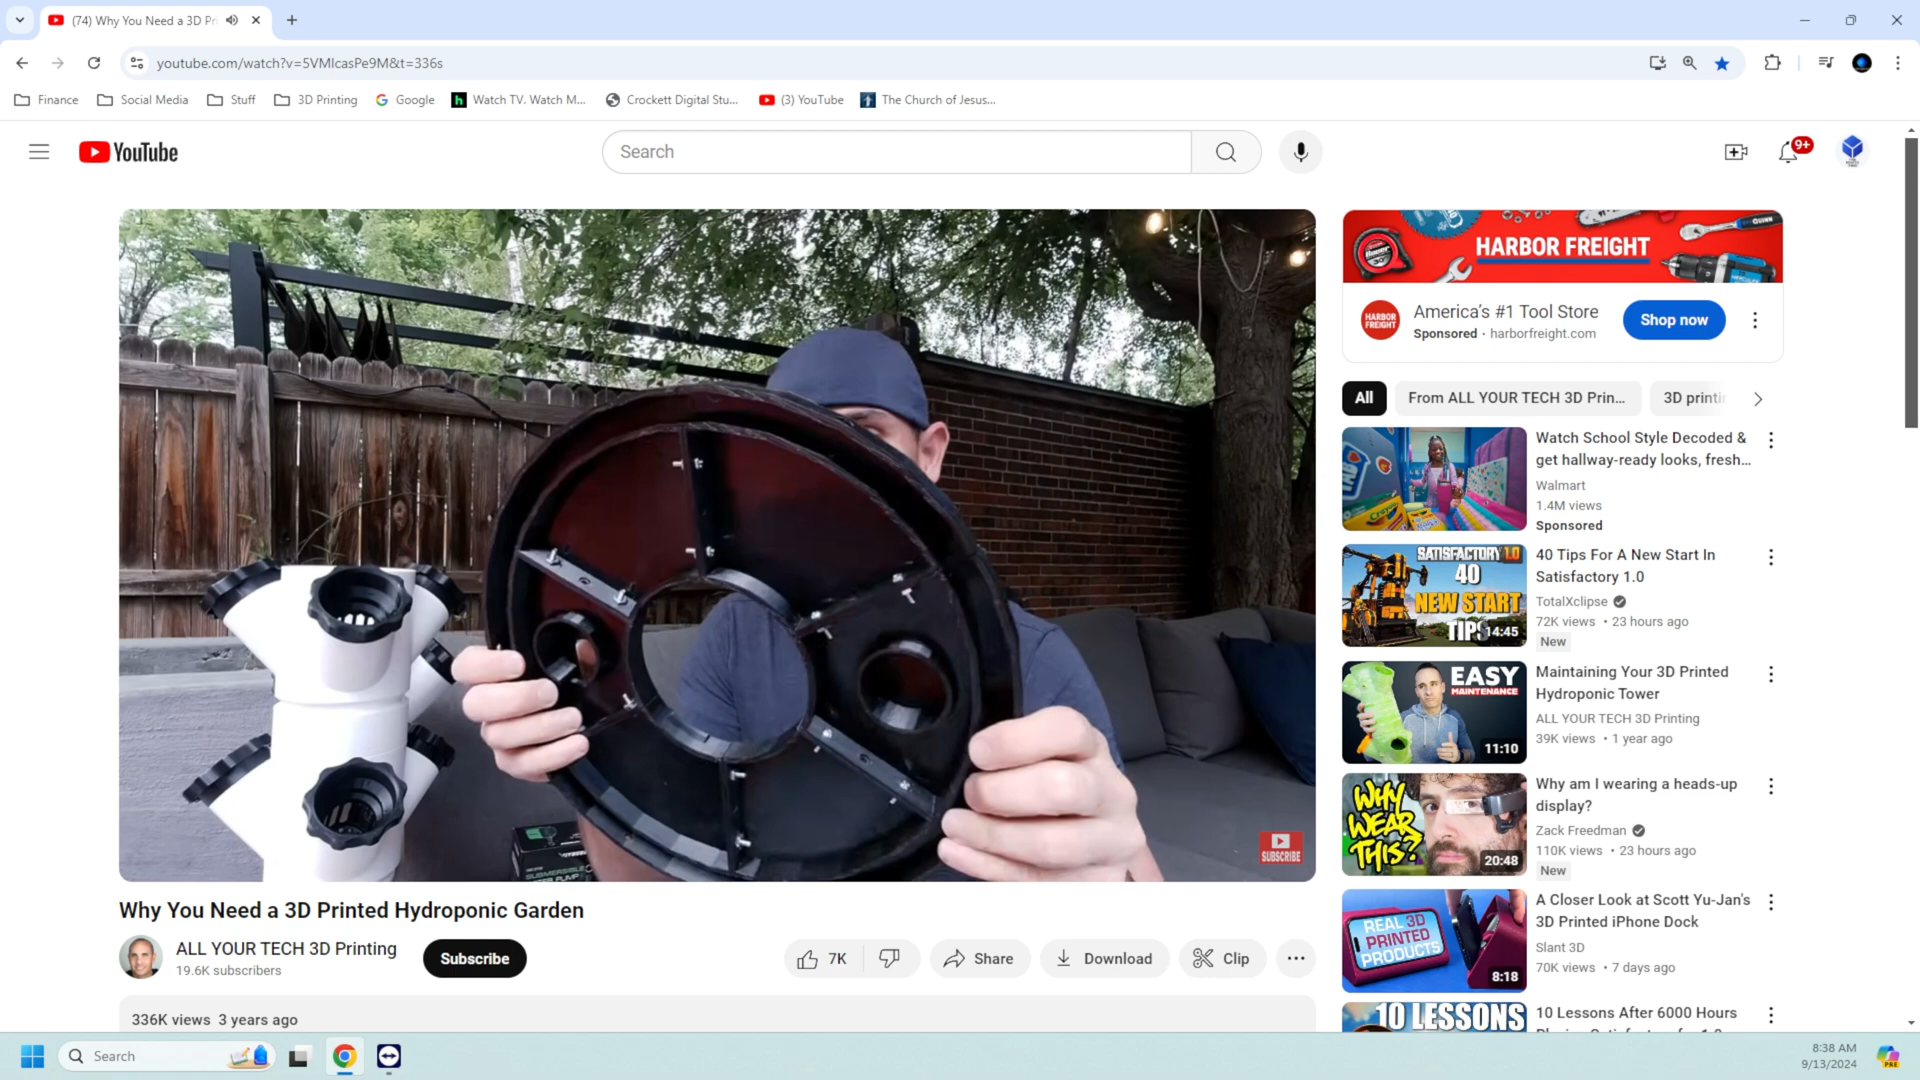 (74) Why You Need a 3D Pri
youtube.com/watch?v=5VMIcasPe9M&t=336s
Finance
Social Media
Stuff
3D Printing
Google
Watch TV. Watch M...
Crockett Digital Stu...
(3) YouTube
The Church of Jesus...
YouTube
Search
9+
HARBOR FREIGHT
QUINN
HARBOR
FREIGHT
America's #1 Tool Store
Sponsored · harborfreight.com
Shop now
All
From ALL YOUR TECH 3D Prin...
3D printin
Watch School Style Decoded &
get hallway-ready looks, fresh...
Walmart
1.4M views
Sponsored
SATISFACTORY 1.0
40
NEW START
TIPS
14:45
40 Tips For A New Start In
Satisfactory 1.0
TotalXclipse
72K views • 23 hours ago
New
EASY
MAINTENANCE
11:10
Maintaining Your 3D Printed
Hydroponic Tower
ALL YOUR TECH 3D Printing
39K views • 1 year ago
WHY
WEAR
THIS?
20:48
Why am I wearing a heads-up
display?
Zack Freedman
110K views • 23 hours ago
New
REAL 3D
PRINTED
PRODUCTS
8:18
A Closer Look at Scott Yu-Jan's
3D Printed iPhone Dock
Slant 3D
70K views • 7 days ago
10 LESSONS
10 Lessons After 6000 Hours
SUBSCRIBE
Why You Need a 3D Printed Hydroponic Garden
ALL YOUR TECH 3D Printing
19.6K subscribers
Subscribe
7K
Share
Download
Clip
336K views 3 years ago
Search
8:38 AM
9/13/2024
PRE